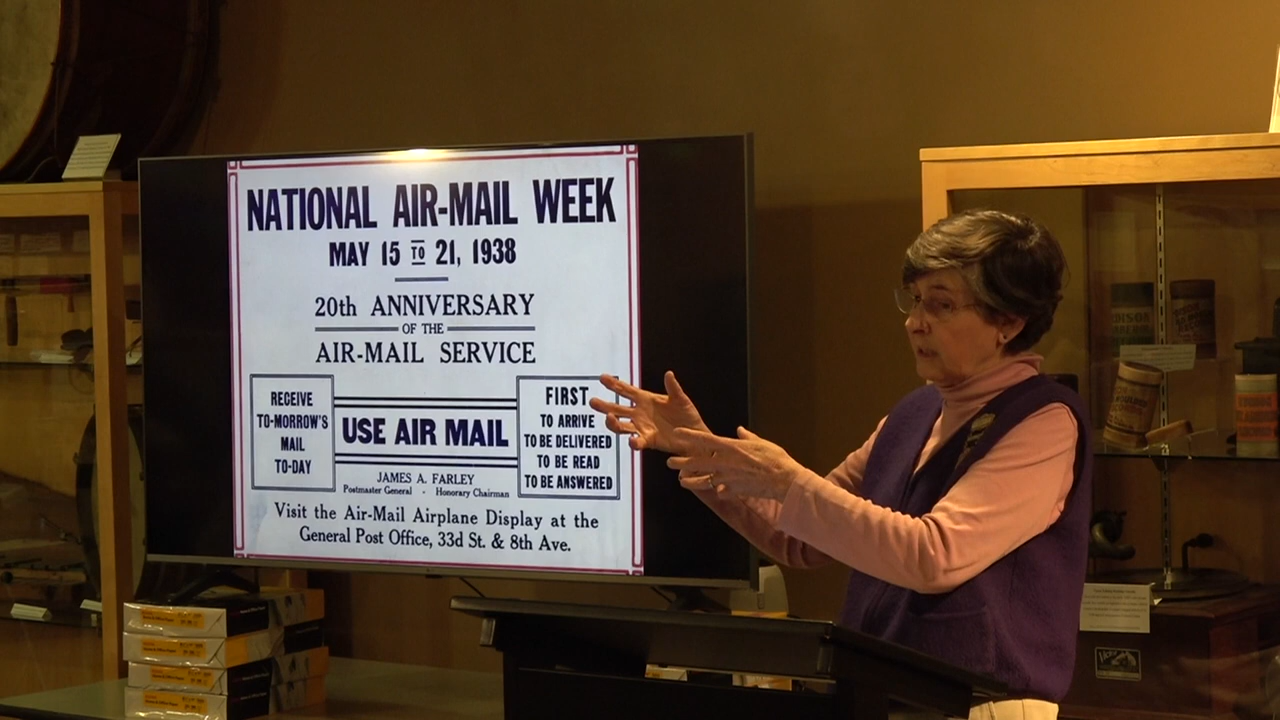 NATIONAL AIR-MAIL WEEK
MAY 15 TO 21, 1938
20th ANNIVERSARY
OF THE
AIR-MAIL SERVICE
RECEIVE
TO-MORROW'S
MAIL
TO-DAY
USE AIR MAIL
FIRST
TO ARRIVE
TO BE DELIVERED
TO BE READ
TO BE ANSWERED
JAMES A. FARLEY
Postmaster General - Honorary Chairman
Visit the Air-Mail Airplane Display at the
General Post Office, 33d St. & 8th Ave.